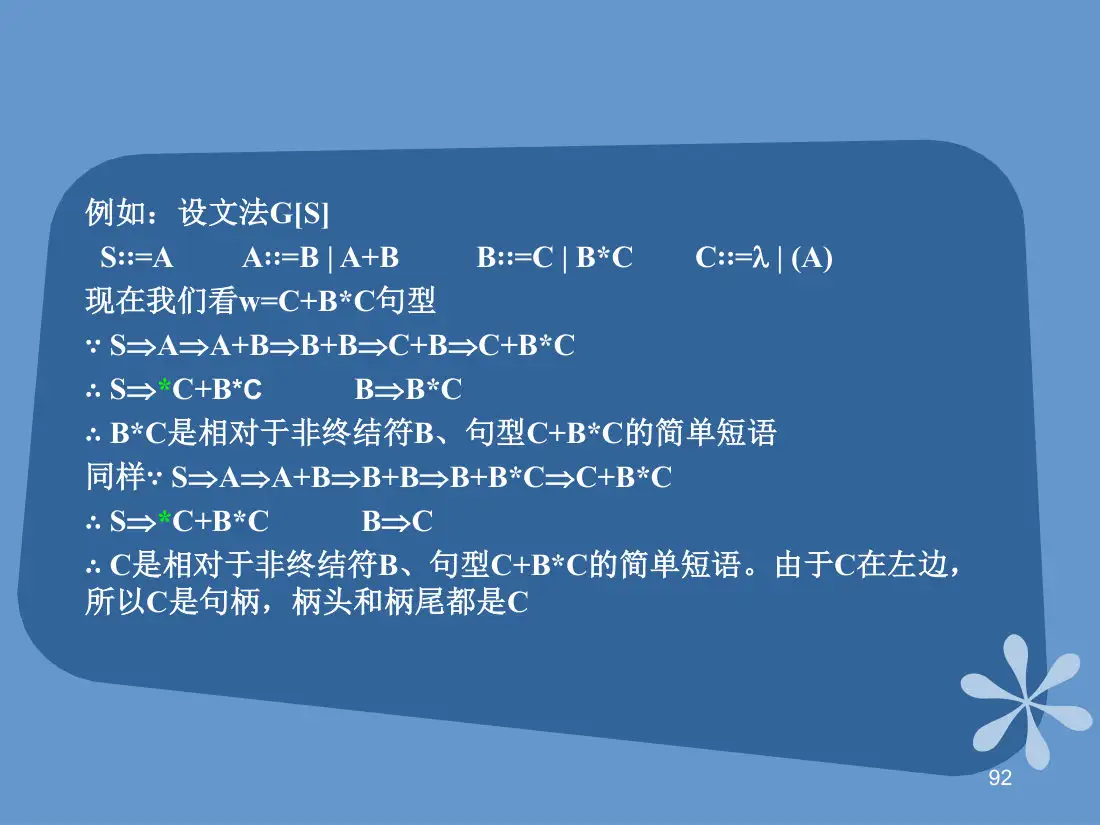 例如：设文法G[S]
S::=A A::=B | A+B B::=C | B*C C::=λ | (A)
现在我们看w=C+B*C句型
∵ S⇒A⇒A+B⇒B+B⇒C+B⇒C+B*C
∴ S⇒*C+B*C B⇒B*C
∴ B*C是相对于非终结符B、句型C+B*C的简单短语
同样∵ S⇒A⇒A+B⇒B+B⇒B+B*C⇒C+B*C
∴ S⇒*C+B*C B⇒C
∴ C是相对于非终结符B、句型C+B*C的简单短语。由于C在左边，
所以C是句柄，柄头和柄尾都是C
92